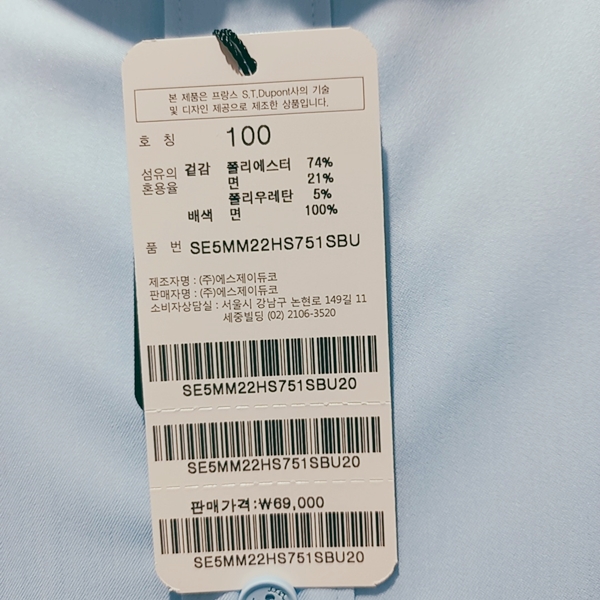 본 제품은 프랑스 S.T.Dupont사의 기술
및 디자인 제공으로 제조한 상품입니다.
호 칭 100
섬유의 혼용율 겉감 폴리에스터 74%
면 21%
폴리우레탄 5%
배색 면 100%
품 번 SE5MM22HS751SBU
제조자명 : (주)에스제이듀코
판매자명 : (주)에스제이듀코
소비자상담실 : 서울시 강남구 논현로 149길 11
세중빌딩 (02) 2106-3520
SE5MM22HS751SBU20
SE5MM22HS751SBU20
판매가격:₩69,000
SE5MM22HS751SBU20